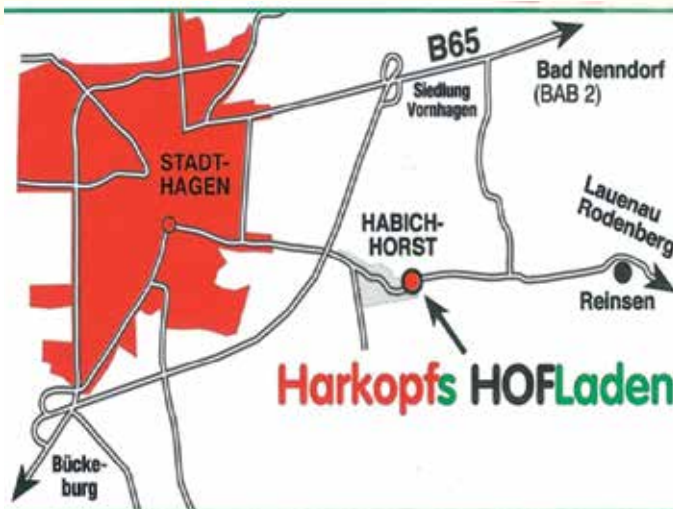 B65
Bad Nenndorf
(BAB 2)
Siedlung
Vornhagen
STADT-
HAGEN
HABICH-
HORST
Lauenau
Rodenberg
Reinsen
Harkopfs HOFLaden
Bücke-
burg